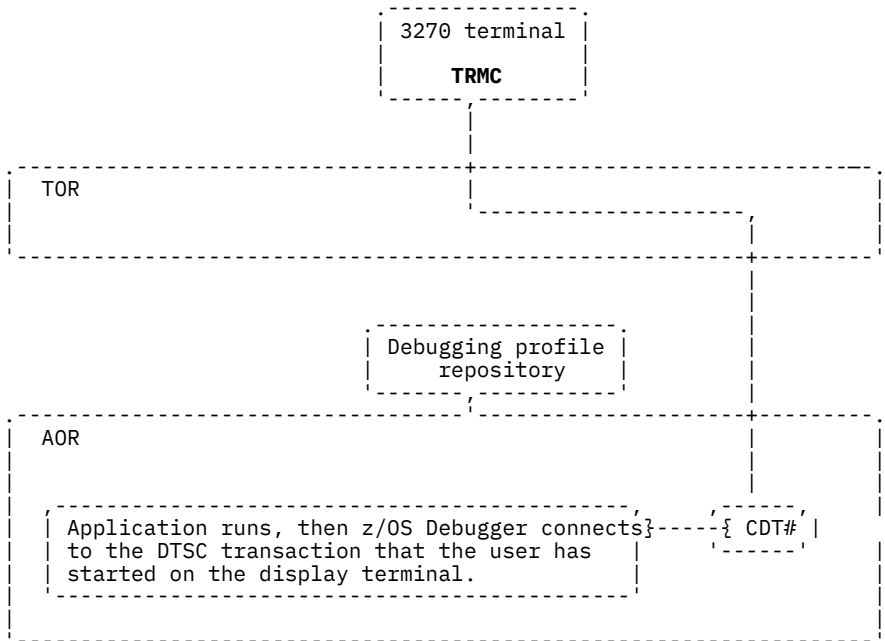 3270 terminal
TRMC
TOR
Debugging profile
repository
AOR
Application runs, then z/OS Debugger connects
CDT#
to the DTSC transaction that the user has
started on the display terminal.